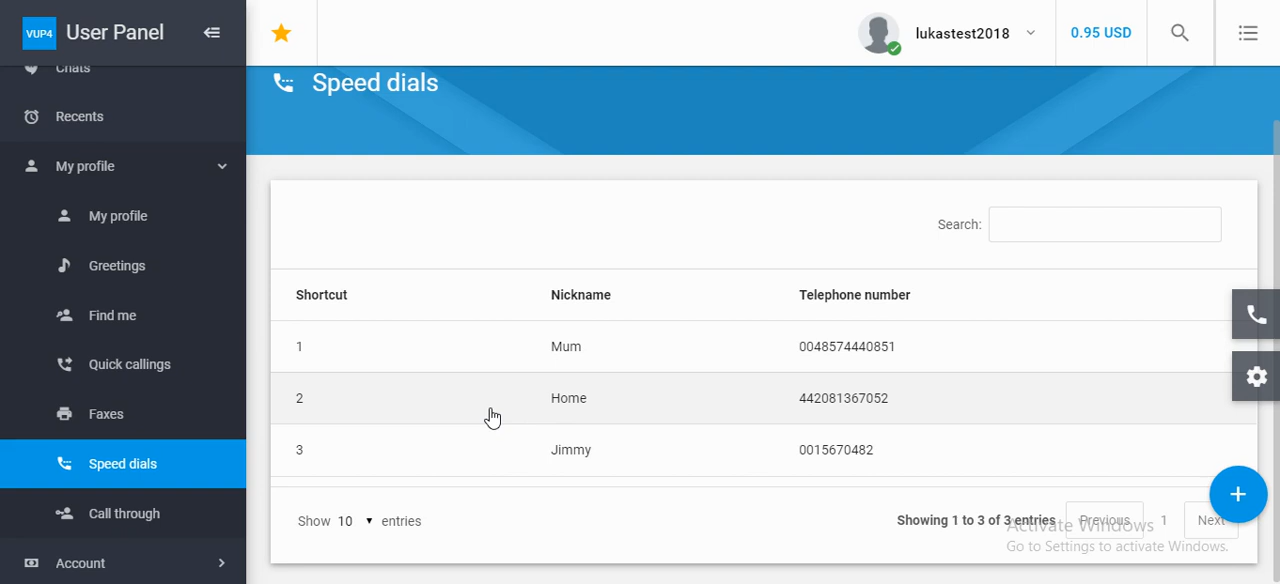 VUP4 User Panel
lukastest2018
0.95 USD
Chats
Recents
My profile
My profile
Greetings
Find me
Quick callings
Faxes
Speed dials
Call through
Account
Speed dials
Search:
Shortcut Nickname Telephone number
1 Mum 0048574440851
2 Home 442081367052
3 Jimmy 0015670482
Show 10 entries
Showing 1 to 3 of 3 entries
Previous 1 Next
Activate Windows
Go to Settings to activate Windows.